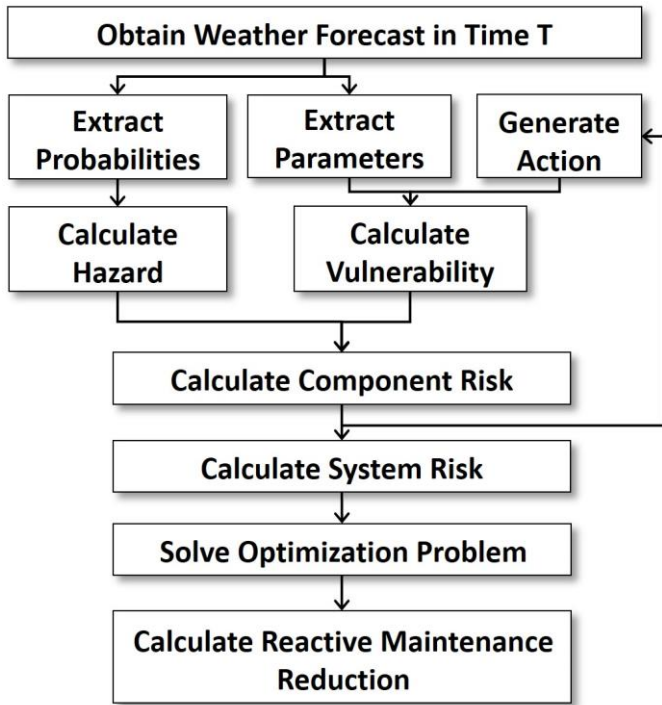 Obtain Weather Forecast in Time T
Extract
Probabilities
Extract
Parameters
Generate
Action
Calculate
Hazard
Calculate
Vulnerability
Calculate Component Risk
Calculate System Risk
Solve Optimization Problem
Calculate Reactive Maintenance
Reduction